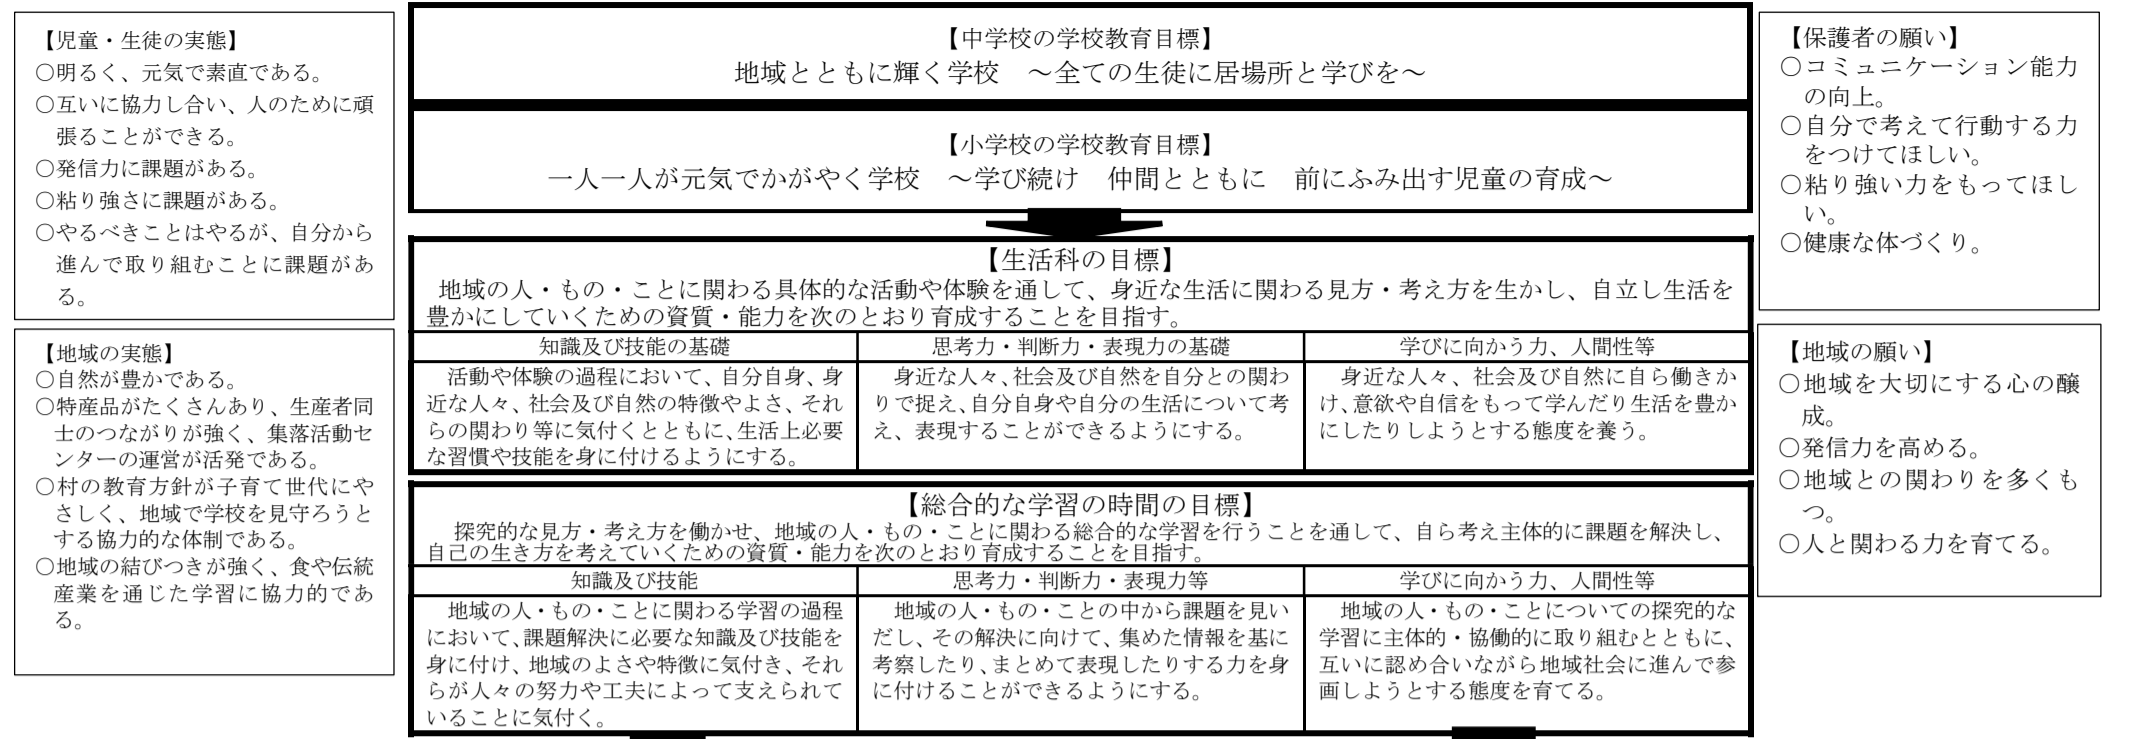 【児童・生徒の実態】
○明るく、元気で素直である。
○互いに協力し合い、人のために頑
張ることができる。
○発信力に課題がある。
○粘り強さに課題がある。
○やるべきことはやるが、自分から
進んで取り組むことに課題があ
る。
【地域の実態】
○自然が豊かである。
○特産品がたくさんあり、生産者同
士のつながりが強く、集落活動セ
ンターの運営が活発である。
○村の教育方針が子育て世代にや
さしく、地域で学校を見守ろうと
する協力的な体制である。
○地域の結びつきが強く、食や伝統
産業を通じた学習に協力的であ
る。
【中学校の学校教育目標】
地域とともに輝く学校　～全ての生徒に居場所と学びを～
【小学校の学校教育目標】
一人一人が元気でかがやく学校　～学び続け　仲間とともに　前にふみ出す児童の育成～
【生活科の目標】
地域の人・もの・ことに関わる具体的な活動や体験を通して、身近な生活に関わる見方・考え方を生かし、自立し生活を
豊かにしていくための資質・能力を次のとおり育成することを目指す。
知識及び技能の基礎
活動や体験の過程において、自分自身、身
近な人々、社会及び自然の特徴やよさ、それ
らの関わり等に気付くとともに、生活上必要
な習慣や技能を身に付けるようにする。
思考力・判断力・表現力の基礎
身近な人々、社会及び自然を自分との関わ
りで捉え、自分自身や自分の生活について考
え、表現することができるようにする。
学びに向かう力、人間性等
身近な人々、社会及び自然に自ら働きか
け、意欲や自信をもって学んだり生活を豊か
にしたりしようとする態度を養う。
【総合的な学習の時間の目標】
探究的な見方・考え方を働かせ、地域の人・もの・ことに関わる総合的な学習を行うことを通して、自ら考え主体的に課題を解決し、
自己の生き方を考えていくための資質・能力を次のとおり育成することを目指す。
知識及び技能
地域の人・もの・ことに関わる学習の過程
において、課題解決に必要な知識及び技能を
身に付け、地域のよさや特徴に気付き、それ
らが人々の努力や工夫によって支えられて
いることに気付く。
思考力・判断力・表現力等
地域の人・もの・ことの中から課題を見い
だし、その解決に向けて、集めた情報を基に
考察したり、まとめて表現したりする力を身
に付けることができるようにする。
学びに向かう力、人間性等
地域の人・もの・ことについての探究的な
学習に主体的・協働的に取り組むとともに、
互いに認め合いながら地域社会に進んで参
画しようとする態度を育てる。
【保護者の願い】
○コミュニケーション能力
の向上。
○自分で考えて行動する力
をつけてほしい。
○粘り強い力をもってほし
い。
○健康な体づくり。
【地域の願い】
○地域を大切にする心の醸
成。
○発信力を高める。
○地域との関わりを多くも
つ。
○人と関わる力を育てる。